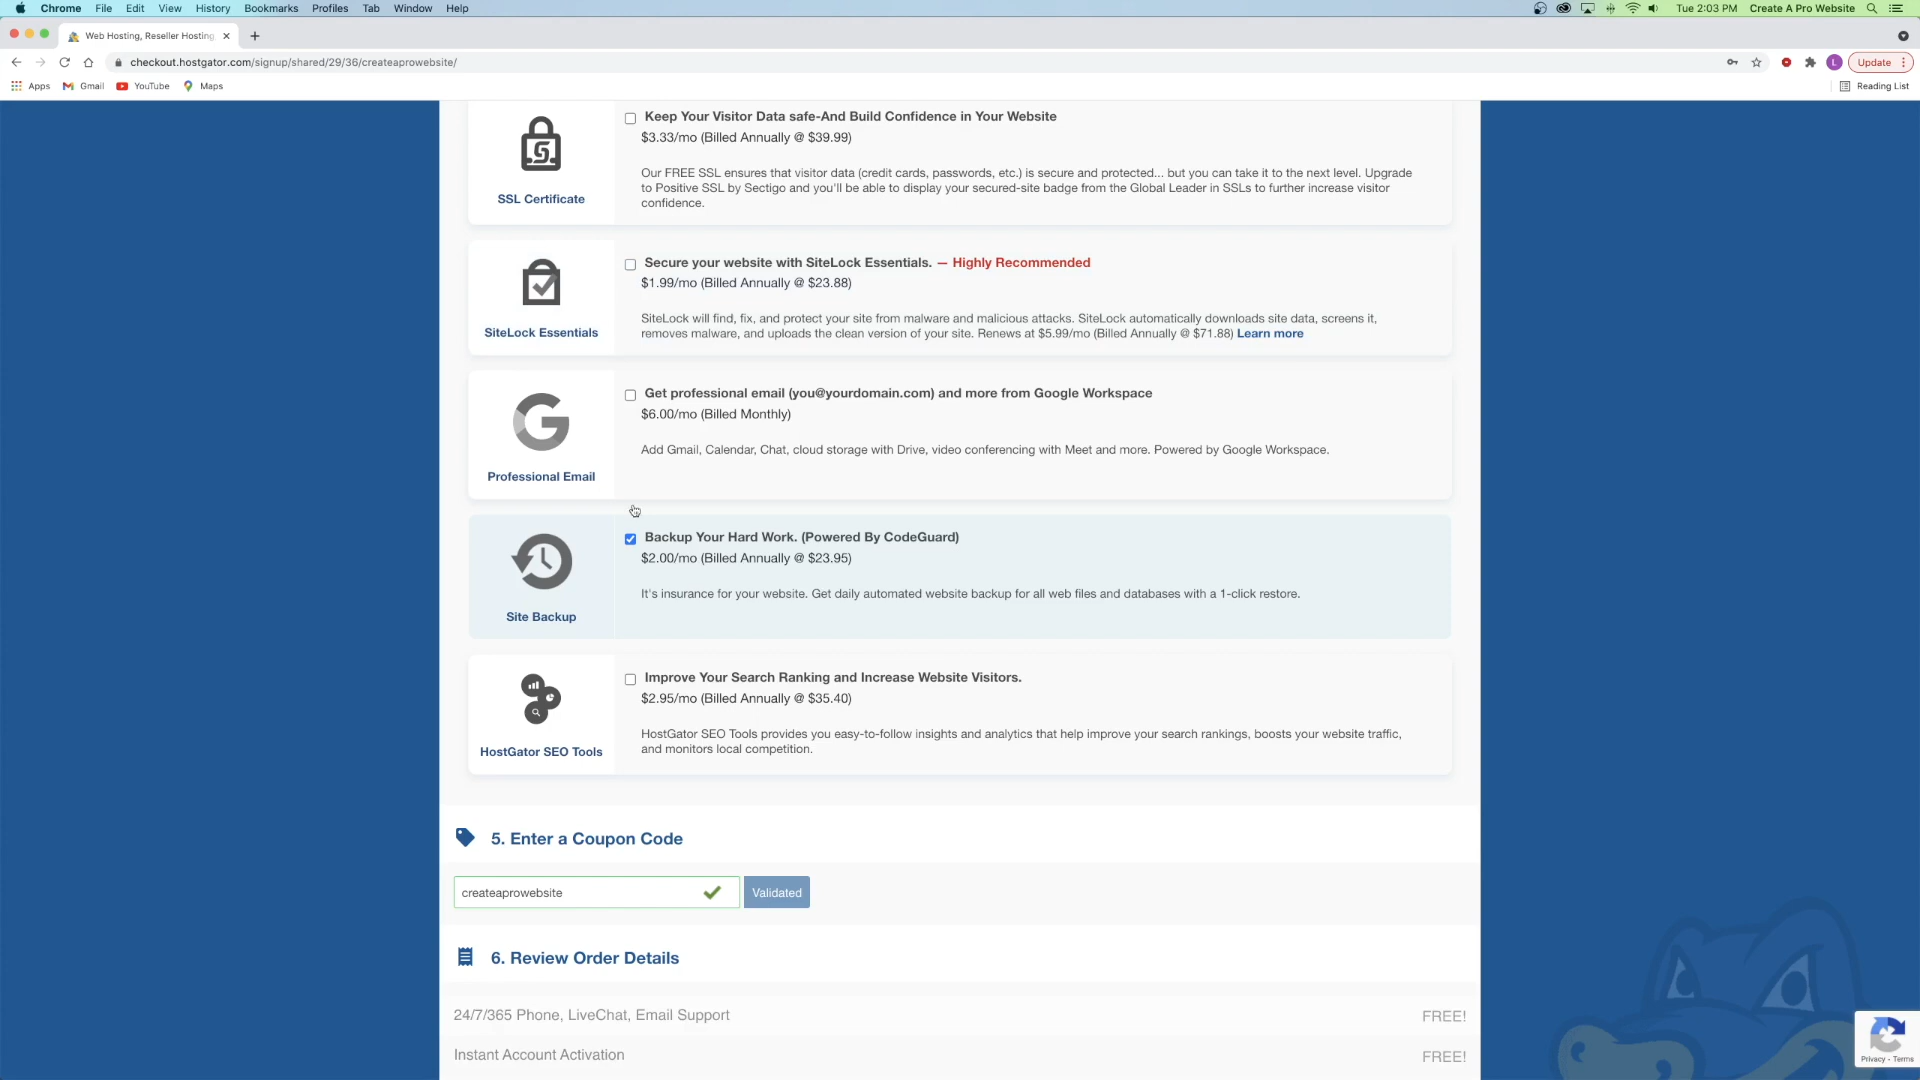 Chrome File Edit View History Bookmarks Profiles Tab Window Help
Tue 2:03 PM Create A Pro Website
Web Hosting, Reseller Hosting
checkout.hostgator.com/signup/shared/29/36/createaprowebsite/
L
Update
Apps Gmail YouTube Maps
Reading List
Keep Your Visitor Data safe-And Build Confidence in Your Website
$3.33/mo (Billed Annually @ $39.99)
Our FREE SSL ensures that visitor data (credit cards, passwords, etc.) is secure and protected... but you can take it to the next level. Upgrade
to Positive SSL by Sectigo and you'll be able to display your secured-site badge from the Global Leader in SSLs to further increase visitor
confidence.
SSL Certificate
Secure your website with SiteLock Essentials. — Highly Recommended
$1.99/mo (Billed Annually @ $23.88)
SiteLock will find, fix, and protect your site from malware and malicious attacks. SiteLock automatically downloads site data, screens it,
removes malware, and uploads the clean version of your site. Renews at $5.99/mo (Billed Annually @ $71.88) Learn more
SiteLock Essentials
Get professional email (you@yourdomain.com) and more from Google Workspace
$6.00/mo (Billed Monthly)
Add Gmail, Calendar, Chat, cloud storage with Drive, video conferencing with Meet and more. Powered by Google Workspace.
Professional Email
Backup Your Hard Work. (Powered By CodeGuard)
$2.00/mo (Billed Annually @ $23.95)
It's insurance for your website. Get daily automated website backup for all web files and databases with a 1-click restore.
Site Backup
Improve Your Search Ranking and Increase Website Visitors.
$2.95/mo (Billed Annually @ $35.40)
HostGator SEO Tools provides you easy-to-follow insights and analytics that help improve your search rankings, boosts your website traffic,
and monitors local competition.
HostGator SEO Tools
5. Enter a Coupon Code
createaprowebsite Validated
6. Review Order Details
24/7/365 Phone, LiveChat, Email Support FREE!
Instant Account Activation FREE!
Privacy - Terms